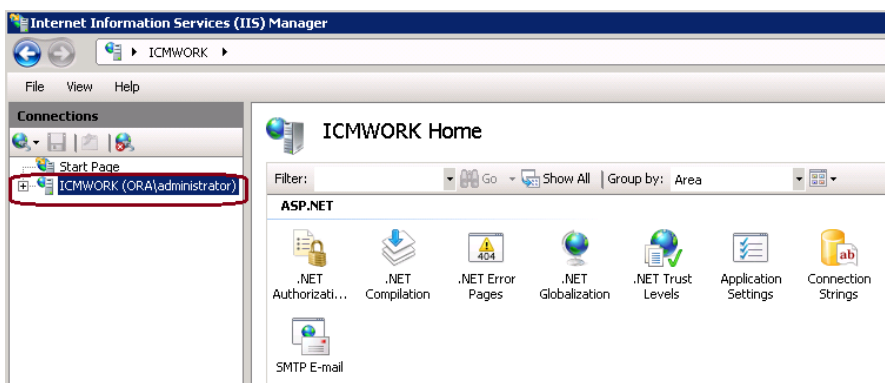 Internet Information Services (IIS) Manager
ICMWORK
File View Help
Connections
Start Page
ICMWORK (ORA\administrator)
ICMWORK Home
Filter: Go Show All Group by: Area
ASP.NET
.NET Authorizati...
.NET Compilation
404
.NET Error Pages
.NET Globalization
.NET Trust Levels
Application Settings
ab
Connection Strings
SMTP E-mail